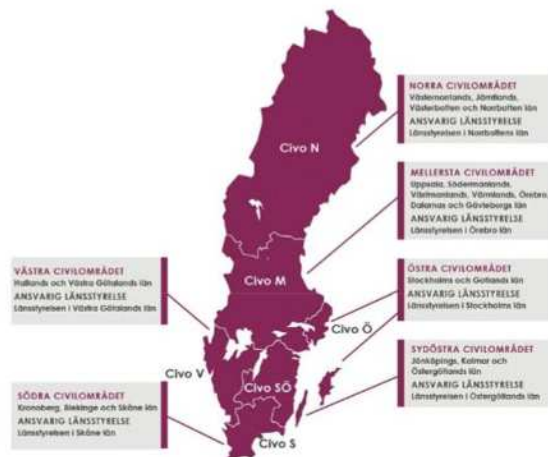 NORRA CIVILOMRÅDET
Västernorrlands, Jämtlands,
Västerbotten och Norrbotten län
ANSVARIG LÄNSSTYRELSE
Länsstyrelsen i Norrbottens län
Civo N
MELLERSTA CIVILOMRÅDET
Uppsala, Södermanlands,
Västmanlands, Värmlands, Örebro,
Dalarnas och Gävleborgs län
ANSVARIG LÄNSSTYRELSE
Länsstyrelsen i Örebro län
Civo M
VÄSTRA CIVILOMRÅDET
Hallands och Västra Götalands län
ANSVARIG LÄNSSTYRELSE
Länsstyrelsen i Västra Götalands län
ÖSTRA CIVILOMRÅDET
Stockholms och Gotlands län
ANSVARIG LÄNSSTYRELSE
Länsstyrelsen i Stockholms län
Civo Ö
Civo V
Civo SÖ
SYDÖSTRA CIVILOMRÅDET
Jönköpings, Kalmar och
Östergötlands län
ANSVARIG LÄNSSTYRELSE
Länsstyrelsen i Östergötlands län
SÖDRA CIVILOMRÅDET
Kronoberg, Blekinge och Skåne län
ANSVARIG LÄNSSTYRELSE
Länsstyrelsen i Skåne län
Civo S